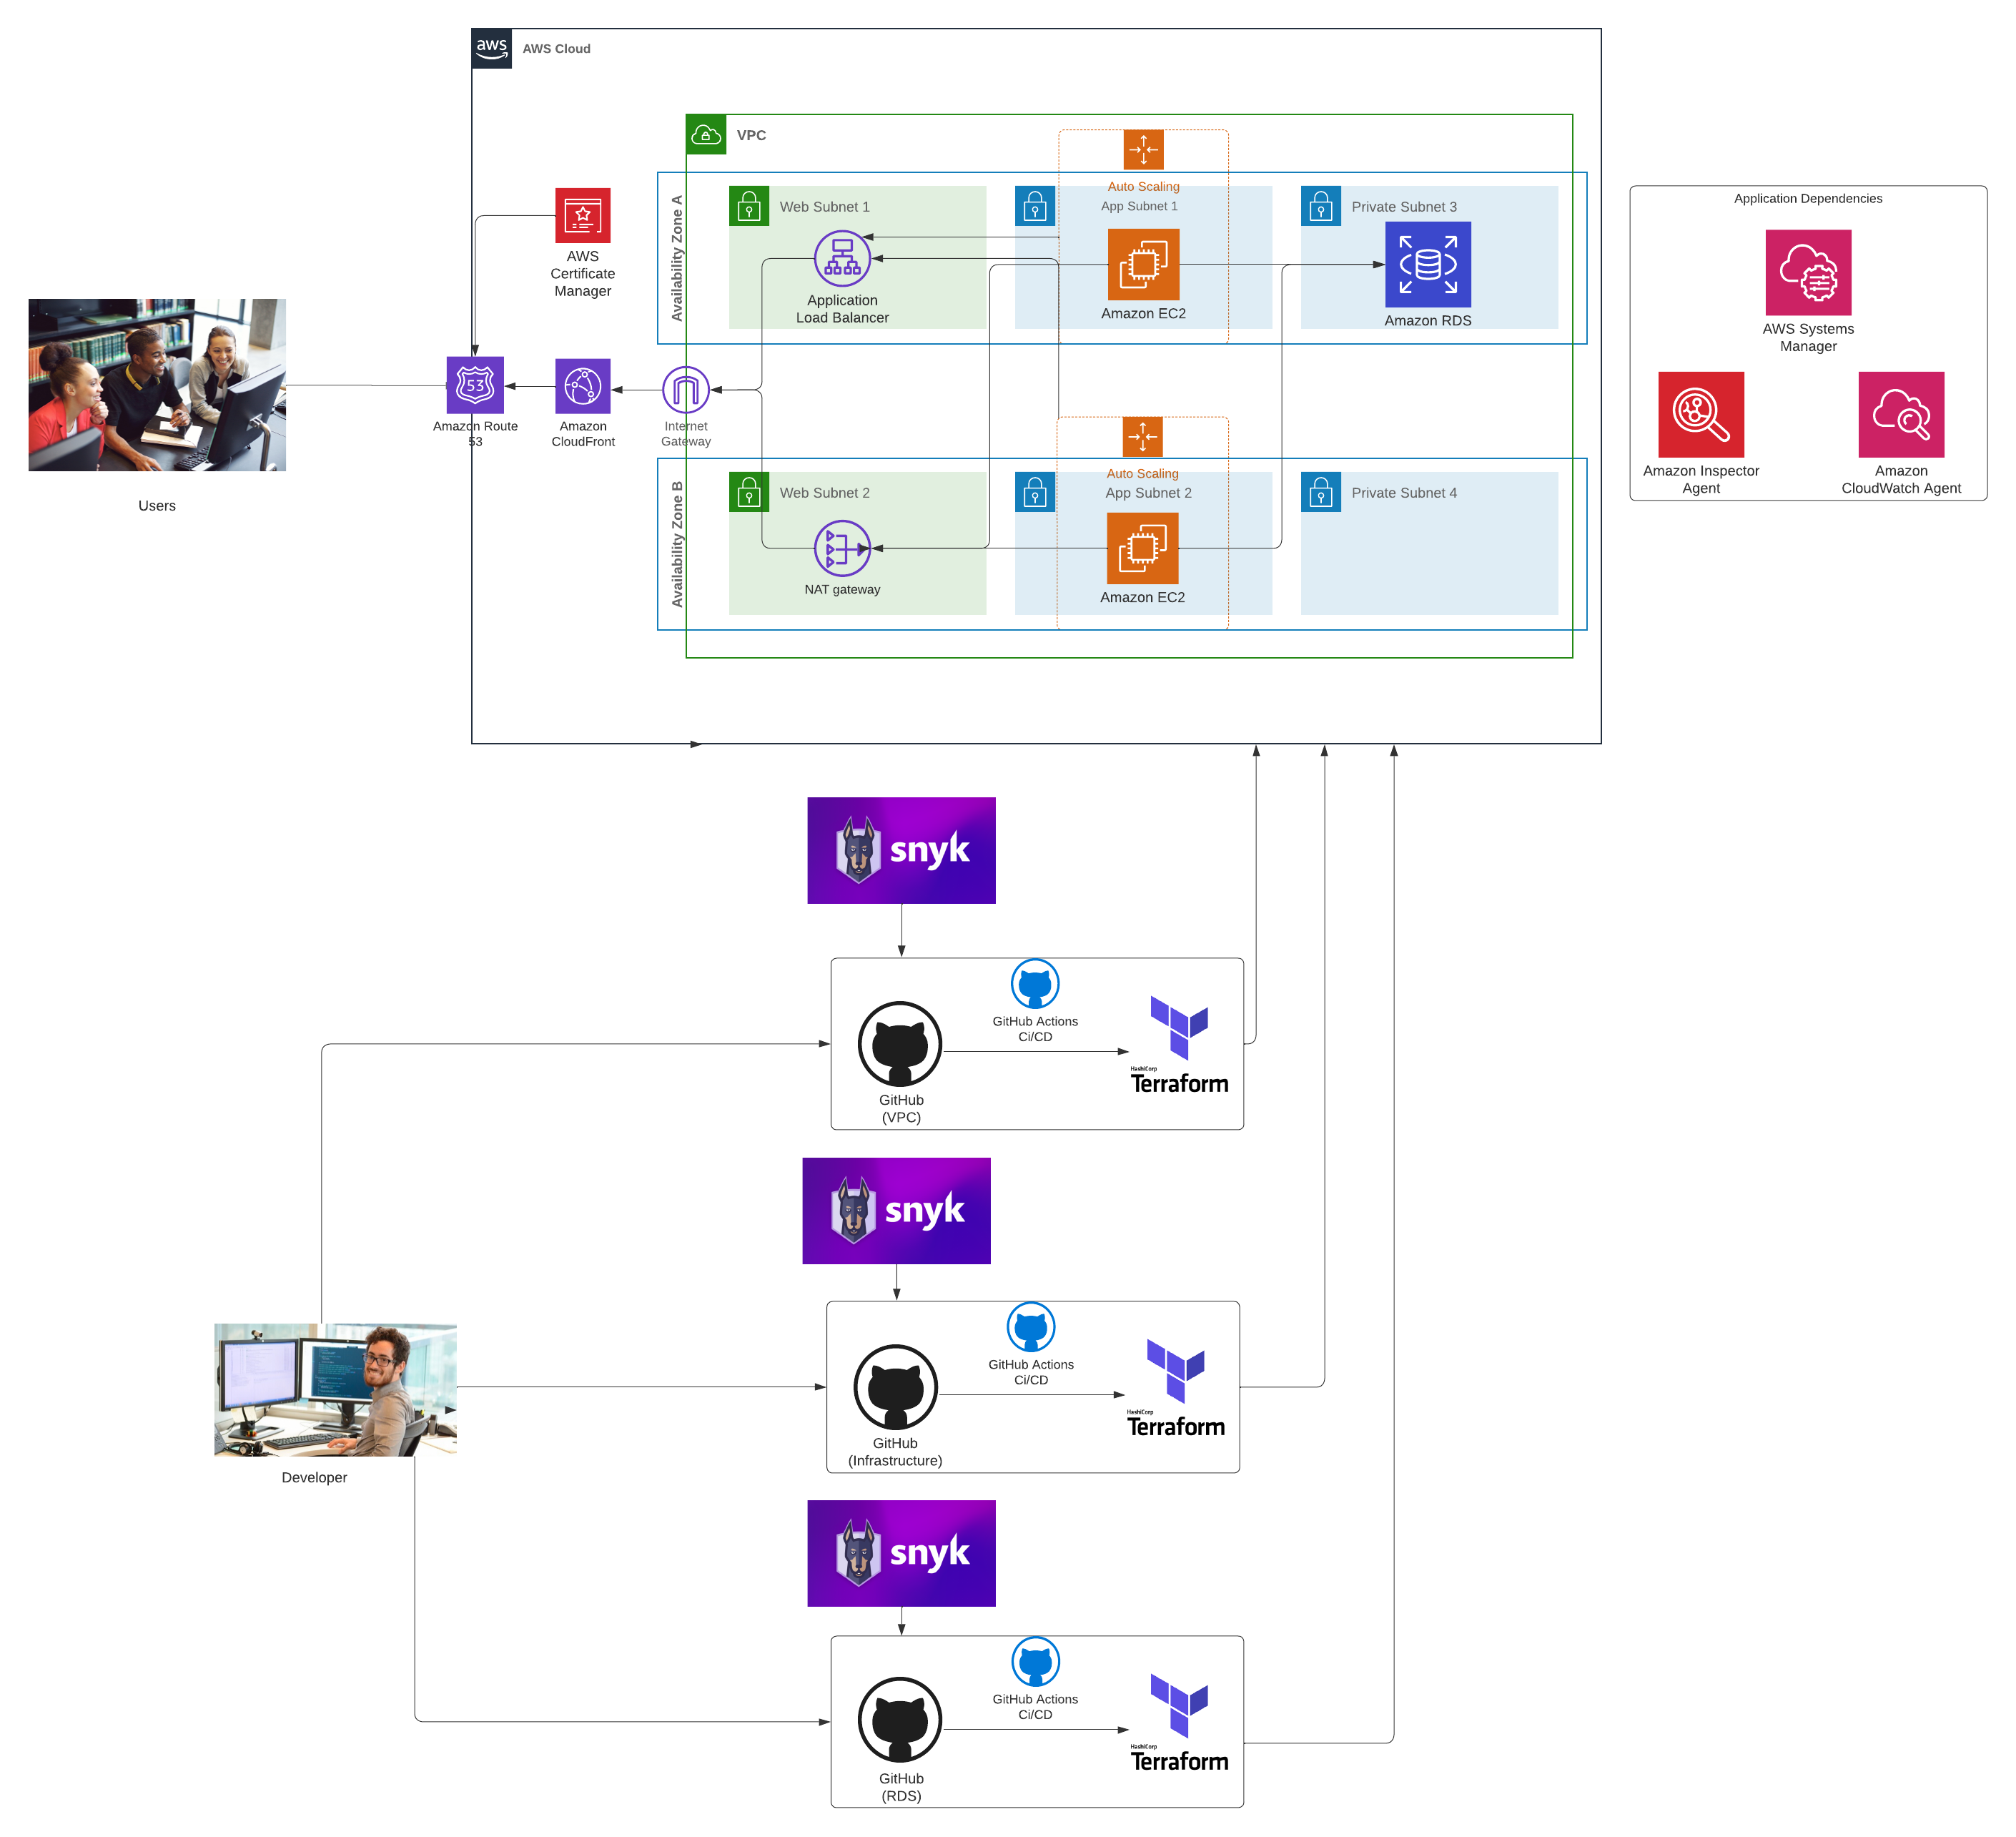 aws
AWS Cloud
VPC
Auto Scaling
Availability Zone A
Web Subnet 1
App Subnet 1
Private Subnet 3
Application Dependencies
AWS
Certificate
Manager
Application
Load Balancer
Amazon EC2
Amazon RDS
AWS Systems
Manager
53
Amazon Route
53
Amazon
CloudFront
Internet
Gateway
Users
Auto Scaling
Availability Zone B
Web Subnet 2
App Subnet 2
Private Subnet 4
Amazon Inspector
Agent
Amazon
CloudWatch Agent
NAT gateway
Amazon EC2
snyk
GitHub Actions
Ci/CD
HashiCorp
Terraform
GitHub
(VPC)
snyk
GitHub Actions
Ci/CD
HashiCorp
Terraform
GitHub
(Infrastructure)
Developer
snyk
GitHub Actions
Ci/CD
HashiCorp
Terraform
GitHub
(RDS)